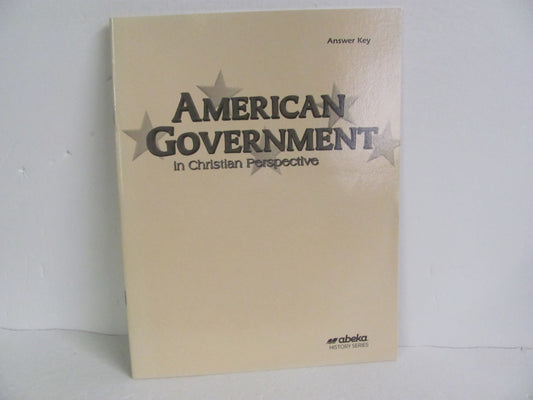 Answer Key
AMERICAN
GOVERNMENT
in Christian Perspective
abeka
HISTORY SERIES